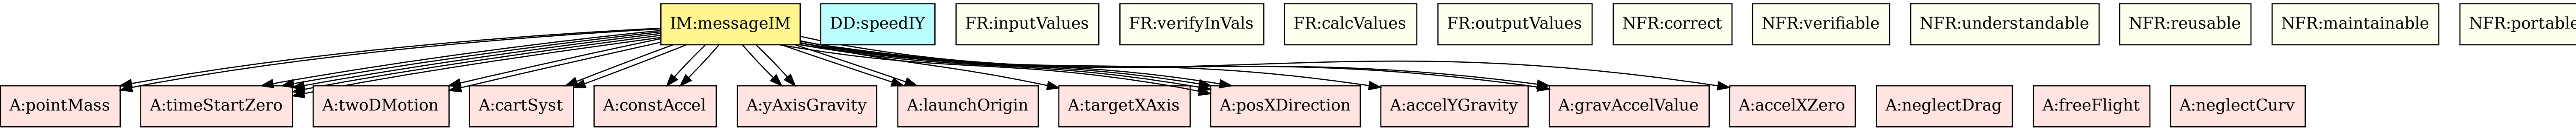 IM:messageIM
DD:speedIY
FR:inputValues
FR:verifyInVals
FR:calcValues
FR:outputValues
NFR:correct
NFR:verifiable
NFR:understandable
NFR:reusable
NFR:maintainable
NFR:portable
A:pointMass
A:timeStartZero
A:twoDMotion
A:cartSyst
A:constAccel
A:yAxisGravity
A:launchOrigin
A:targetXAxis
A:posXDirection
A:accelYGravity
A:gravAccelValue
A:accelXZero
A:neglectDrag
A:freeFlight
A:neglectCurv